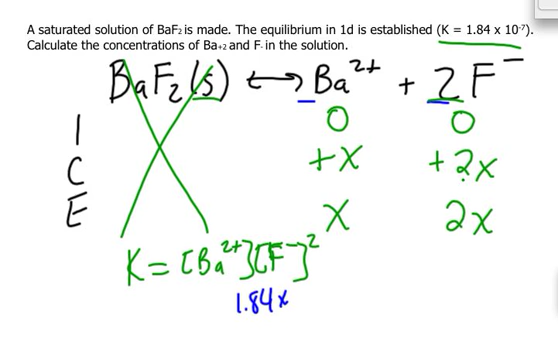 A saturated solution of BaF₂ is made. The equilibrium in 1d is established (K = 1.84 x 10⁻⁷).
Calculate the concentrations of Ba₊₂ and F- in the solution.
BaF₂(s) ⟷ Ba²⁺ + 2F⁻
I 0 0
C +x +2x
E x 2x
K = [Ba²⁺][F⁻]²
1.84x